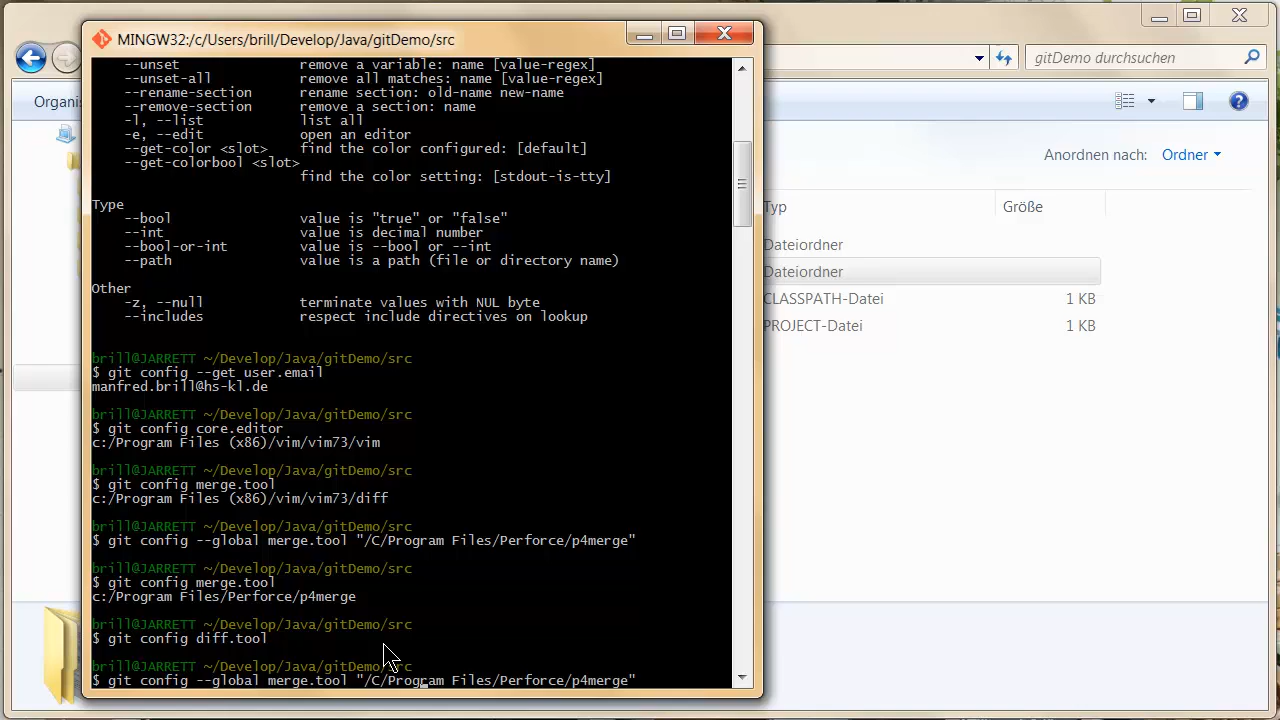 MINGW32:/c/Users/brill/Develop/Java/gitDemo/src
gitDemo durchsuchen
Organis
Anordnen nach: Ordner
Typ Größe
Dateiordner
Dateiordner
CLASSPATH-Datei 1 KB
PROJECT-Datei 1 KB
--unset remove a variable: name [value-regex]
--unset-all remove all matches: name [value-regex]
--rename-section rename section: old-name new-name
--remove-section remove a section: name
-l, --list list all
-e, --edit open an editor
--get-color <slot> find the color configured: [default]
--get-colorbool <slot>
find the color setting: [stdout-is-tty]
Type
--bool value is "true" or "false"
--int value is decimal number
--bool-or-int value is --bool or --int
--path value is a path (file or directory name)
Other
-z, --null terminate values with NUL byte
--includes respect include directives on lookup
brill@JARRETT ~/Develop/Java/gitDemo/src
$ git config --get user.email
manfred.brill@hs-kl.de
brill@JARRETT ~/Develop/Java/gitDemo/src
$ git config core.editor
c:/Program Files (x86)/vim/vim73/vim
brill@JARRETT ~/Develop/Java/gitDemo/src
$ git config merge.tool
c:/Program Files (x86)/vim/vim73/diff
brill@JARRETT ~/Develop/Java/gitDemo/src
$ git config --global merge.tool "/C/Program Files/Perforce/p4merge"
brill@JARRETT ~/Develop/Java/gitDemo/src
$ git config merge.tool
c:/Program Files/Perforce/p4merge
brill@JARRETT ~/Develop/Java/gitDemo/src
$ git config diff.tool
brill@JARRETT ~/Develop/Java/gitDemo/src
$ git config --global merge.tool "/C/Program Files/Perforce/p4merge"